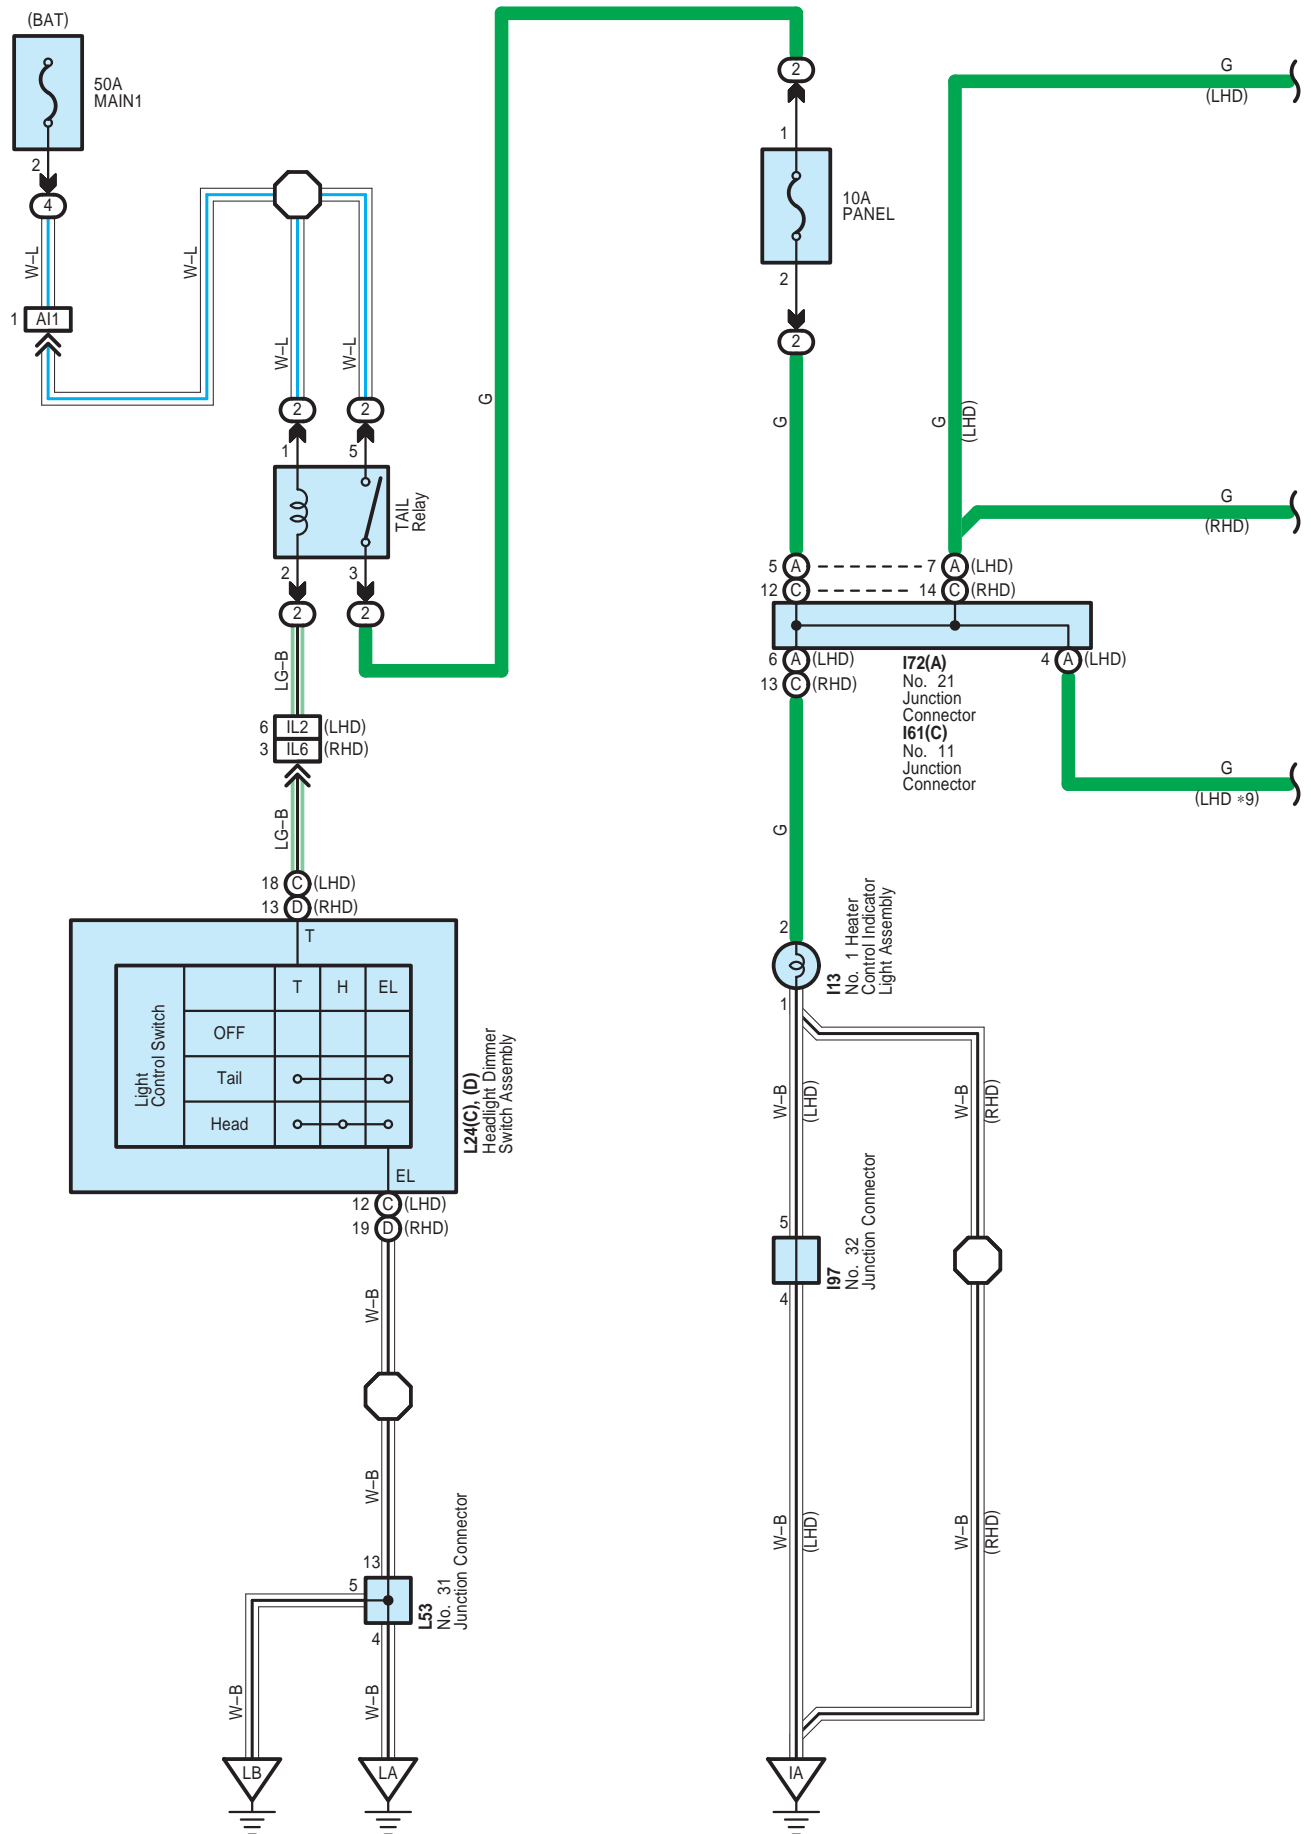 (BAT)
50A
MAIN1
2
4
W–L
1
AI1
W–L
W–L
W–L
2
2
1
5
TAIL
Relay
2
3
2
2
LG–B
6
IL2
(LHD)
3
IL6
(RHD)
LG–B
18
C
(LHD)
13
D
(RHD)
T
Light
Control Switch
T
H
EL
OFF
Tail
Head
EL
L24(C), (D)
Headlight Dimmer
Switch Assembly
12
C
(LHD)
19
D
(RHD)
W–B
W–B
13
5
4
L53
No. 31
Junction Connector
W–B
W–B
LB
LA
G
2
1
10A
PANEL
2
2
G
G
(LHD)
G
(LHD)
G
(RHD)
5
A
7
A
(LHD)
12
C
14
C
(RHD)
6
A
(LHD)
13
C
(RHD)
4
A
(LHD)
I72(A)
No. 21
Junction
Connector
I61(C)
No. 11
Junction
Connector
G
(LHD *9)
G
2
1
I13
No. 1 Heater
Control Indicator
Light Assembly
W–B
(LHD)
W–B
(RHD)
5
4
I97
No. 32
Junction Connector
W–B
(LHD)
W–B
(RHD)
IA